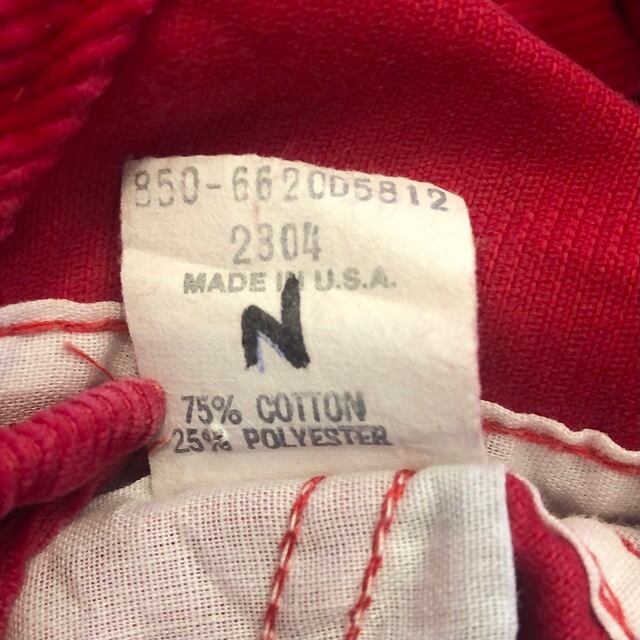 850-6620D5812
2304
MADE IN U.S.A.
N
75% COTTON
25% POLYESTER